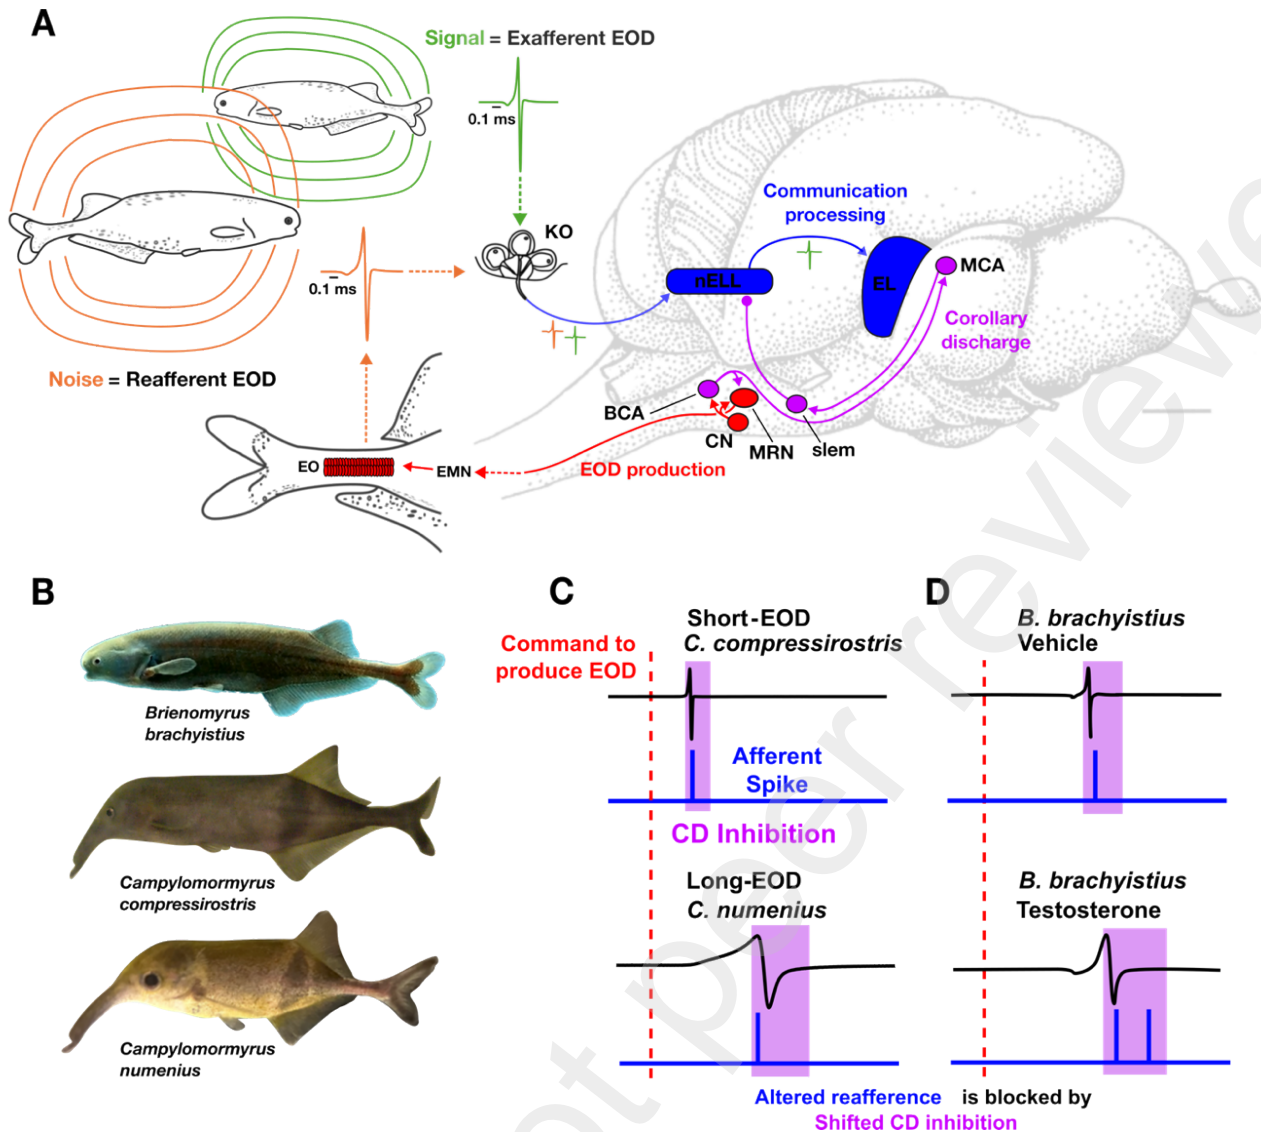 A
Signal = Exafferent EOD
0.1 ms
KO
0.1 ms
Noise = Reafferent EOD
Communication
processing
nELL
EL
MCA
Corollary
discharge
BCA
CN
MRN
slem
EO
EMN
EOD production
B
Brienomyrus
brachyistius
Campylomormyrus
compressirostris
Campylomormyrus
numenius
C
Command to
produce EOD
Short-EOD
C. compressirostris
Afferent
Spike
CD Inhibition
Long-EOD
C. numenius
D
B. brachyistius
Vehicle
B. brachyistius
Testosterone
Altered reafference is blocked by
Shifted CD inhibition
ot peer reviewe